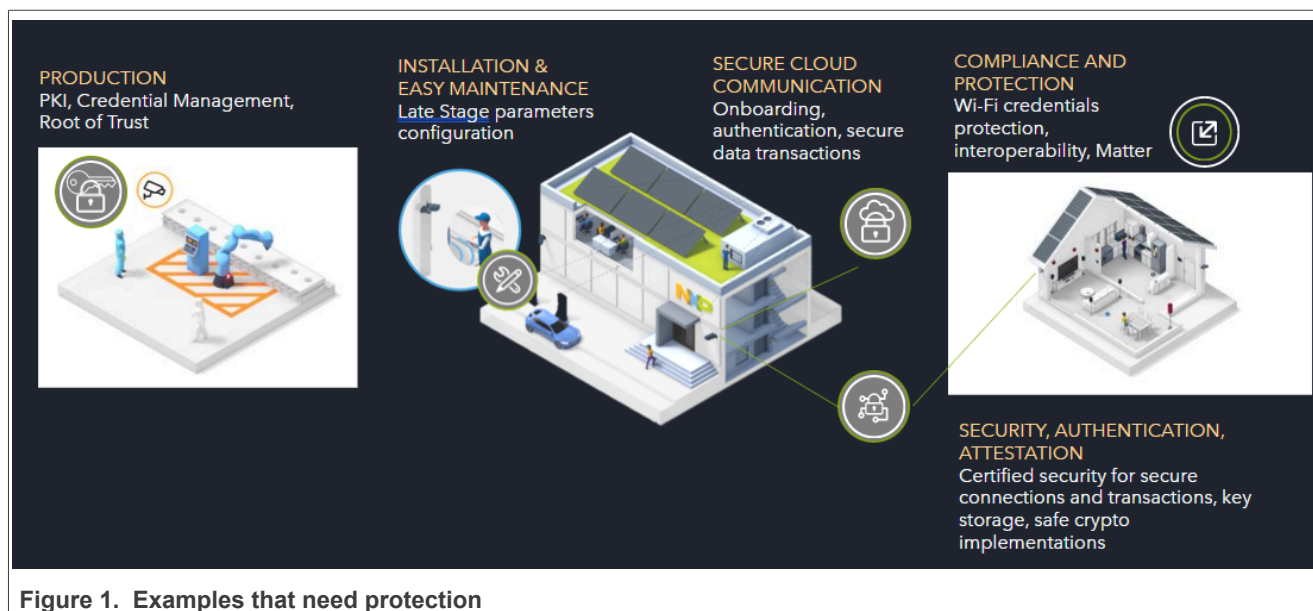 PRODUCTION
PKI, Credential Management,
Root of Trust
INSTALLATION &
EASY MAINTENANCE
Late Stage parameters
configuration
SECURE CLOUD
COMMUNICATION
Onboarding,
authentication, secure
data transactions
COMPLIANCE AND
PROTECTION
Wi-Fi credentials
protection,
interoperability, Matter
NXP
SECURITY, AUTHENTICATION,
ATTESTATION
Certified security for secure
connections and transactions, key
storage, safe crypto
implementations
Figure 1. Examples that need protection